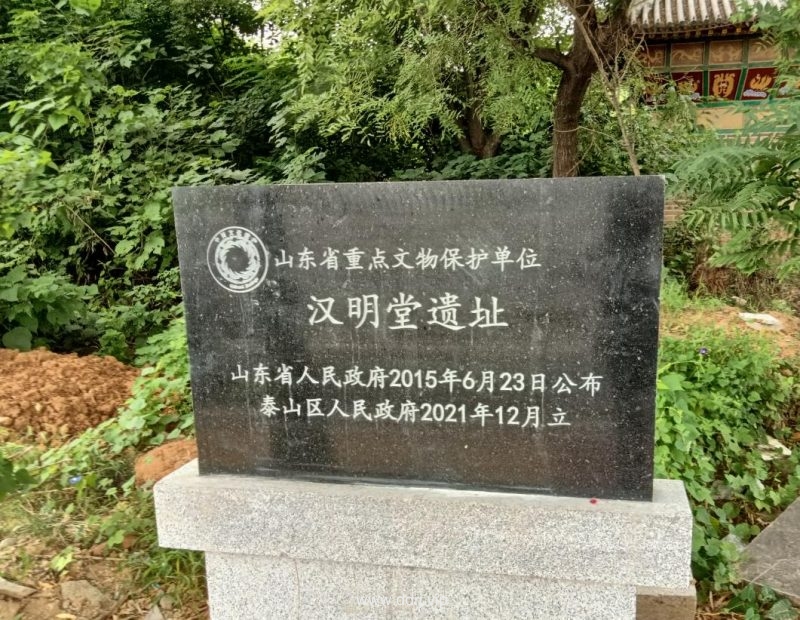 山东省重点文物保护单位
汉明堂遗址
山东省人民政府2015年6月23日公布
泰山区人民政府2021年12月立